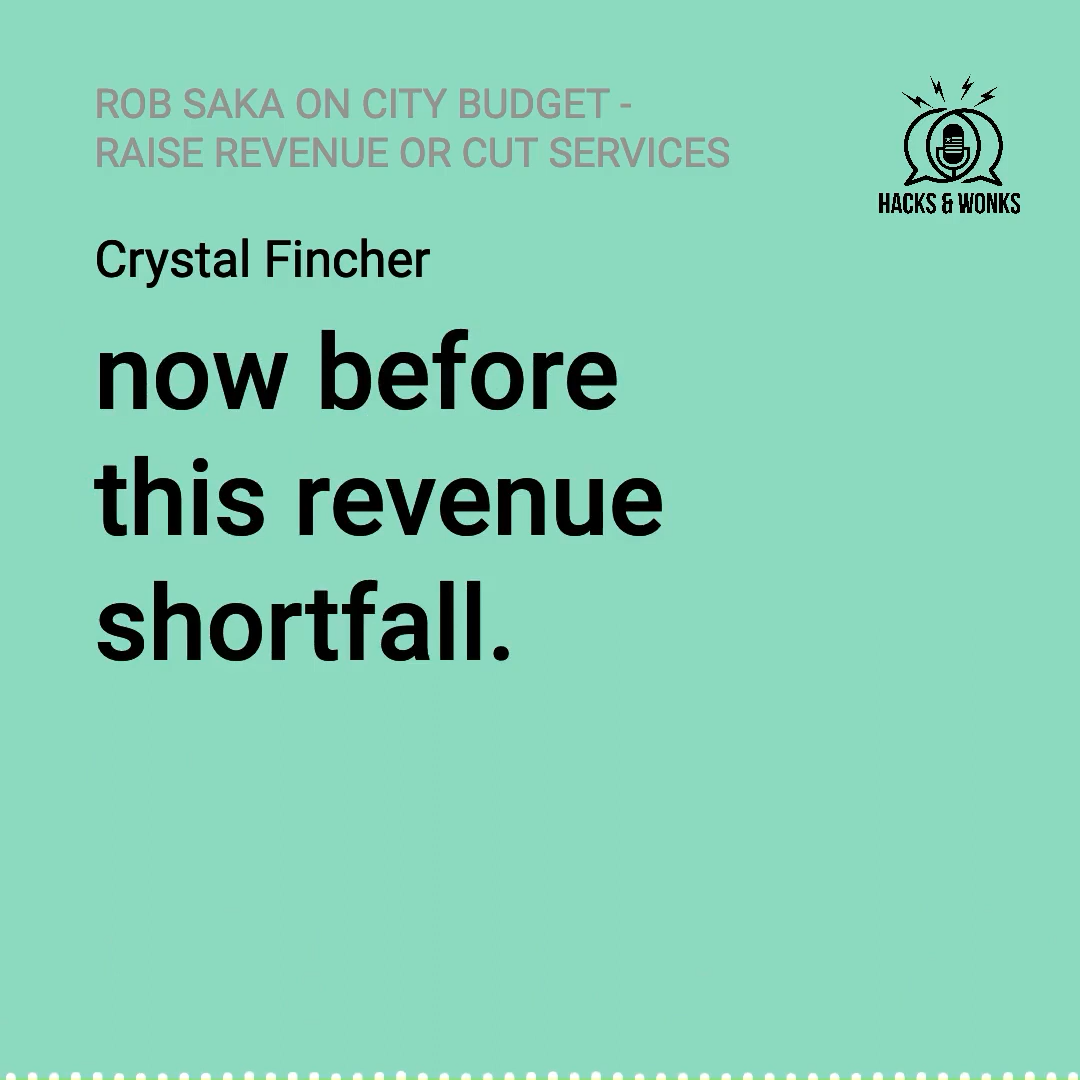 ROB SAKA ON CITY BUDGET -
RAISE REVENUE OR CUT SERVICES
HACKS & WONKS
Crystal Fincher
now before
this revenue
shortfall.